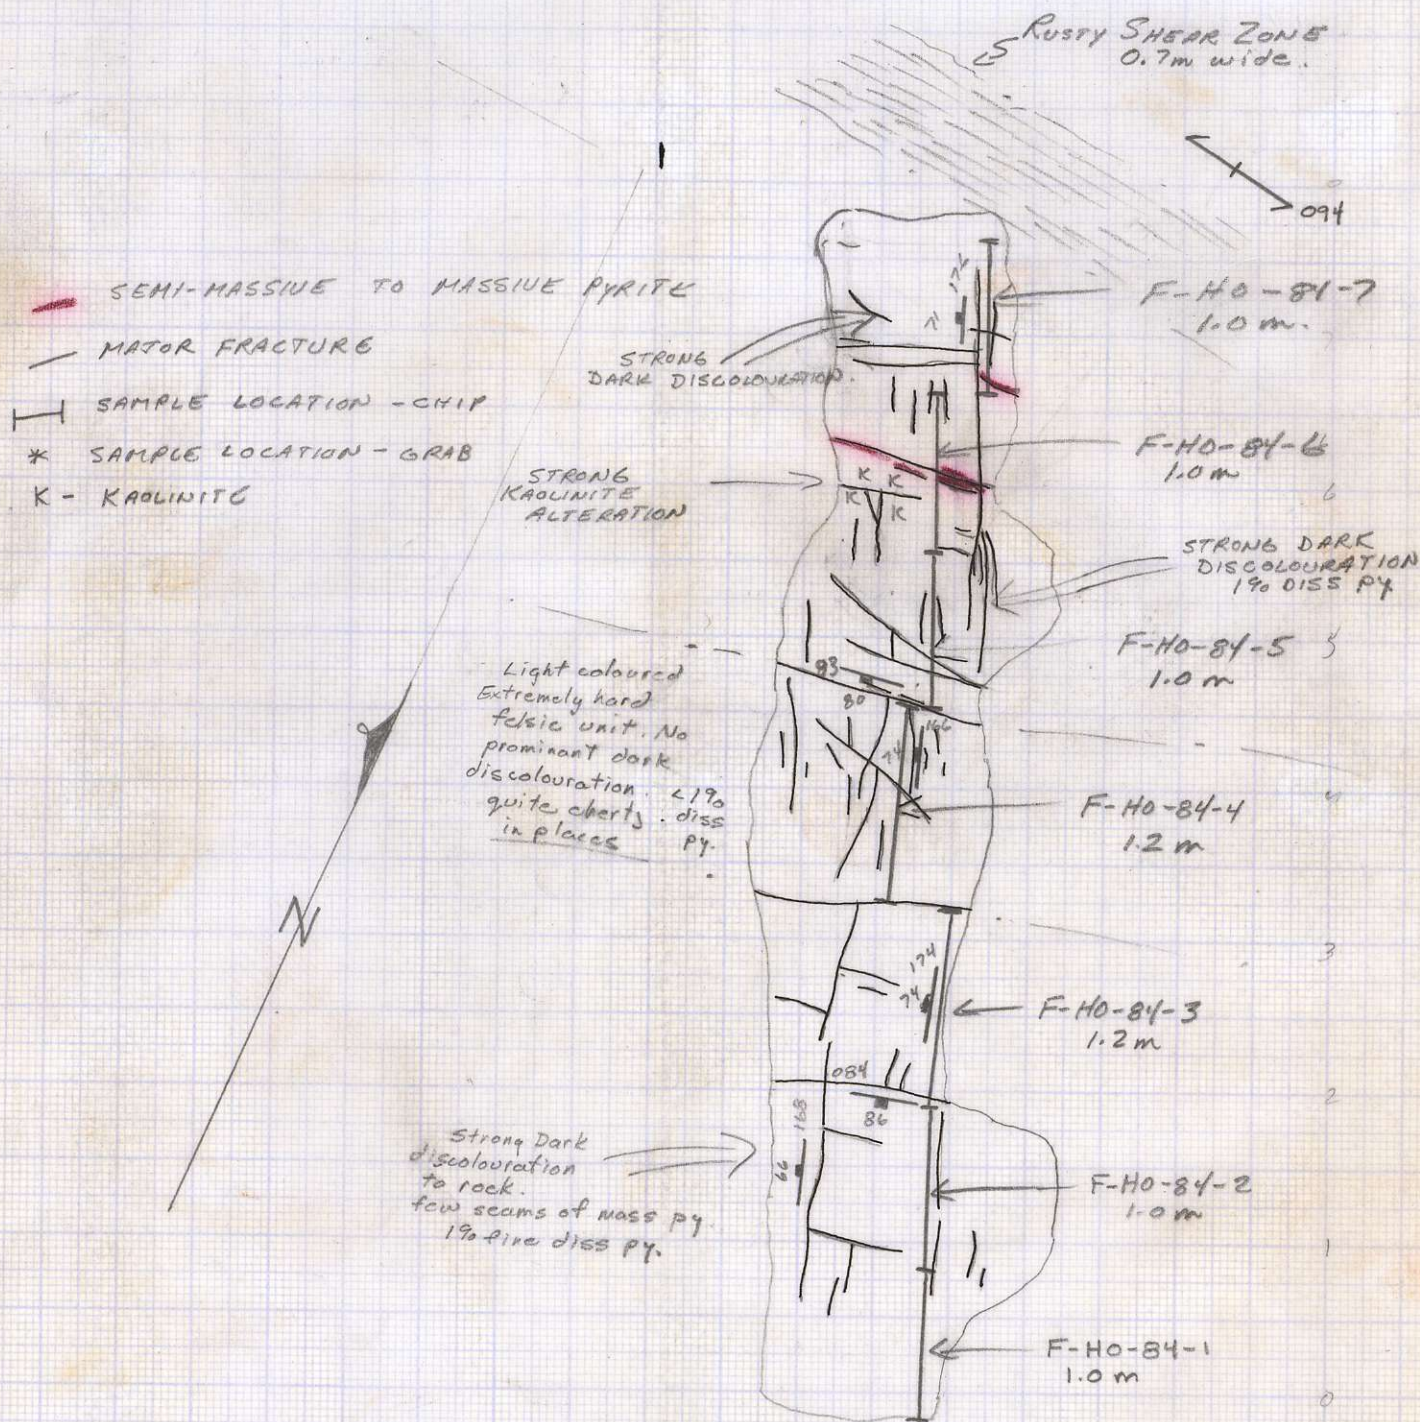 RUSTY SHEAR ZONE
0.7m wide.
094
SEMI-MASSIVE TO MASSIVE PYRITE
MAJOR FRACTURE
SAMPLE LOCATION - CHIP
* SAMPLE LOCATION - GRAB
K - KAOLINITE
STRONG
DARK DISCOLOURATION.
176
71
F-HO-84-7
1.0 m.
7
F-HO-84-6
1.0 m
6
STRONG
KAOLINITE
ALTERATION
K K
K K
K
STRONG DARK
DISCOLOURATION
1% DISS PY
F-HO-84-5
1.0 m
5
Light coloured
Extremely hard
felsic unit. No
prominant dark
discolouration. <1%
quite cherty. diss
in places py.
83
80
166
74
F-HO-84-4
1.2 m
4
3
174
74
F-HO-84-3
1.2 m
084
86
2
168
66
Strong Dark
discolouration
to rock.
few seams of mass py.
1% fine diss py.
F-HO-84-2
1.0 m
1
F-HO-84-1
1.0 m
0
N